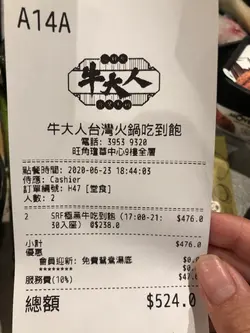 A14A
牛大人
牛大人台灣火鍋吃到飽
電話: 3953 9320
旺角瓊華中心9樓全層
點餐時間: 2020-06-23 18:44:03
侍應: Cashier
訂單編號: H47 [堂食]
人數: 2
2 SRF極黑牛吃到飽 (17:00-21: $476.0
30入座) @$238.0
小計 $476.0
優惠
會員迎新: 免費鴛鴦湯底 $0.
********
服務費(10%) $4
總額 $524.0